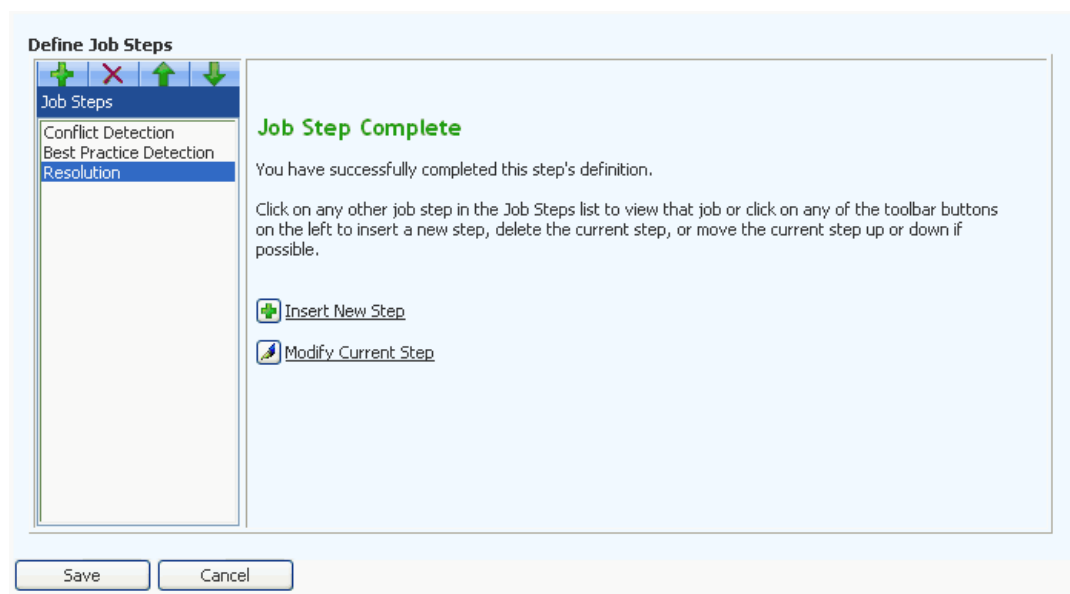 Define Job Steps
Job Steps
Conflict Detection
Best Practice Detection
Resolution
Job Step Complete
You have successfully completed this step's definition.
Click on any other job step in the Job Steps list to view that job or click on any of the toolbar buttons
on the left to insert a new step, delete the current step, or move the current step up or down if
possible.
Insert New Step
Modify Current Step
Save
Cancel